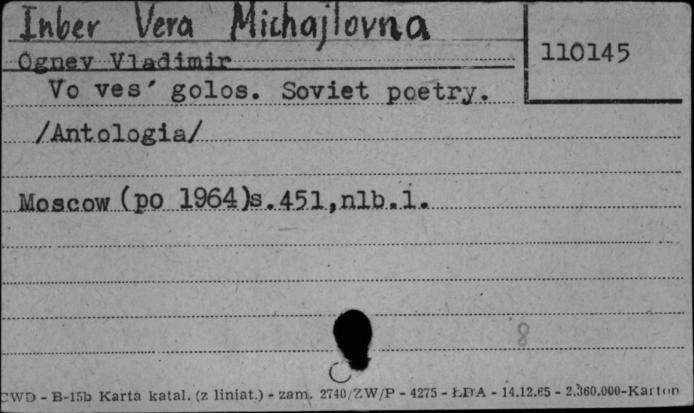 Inber Vera Michajlovna
110145
Ognev Vladimir
Vo ves' golos. Soviet poetry.
/Antologia/
Moscow (po 1964)s.451,nlb.1.
8
CWD - B-15b Karta katal. (z liniat.) - zam. 2740/ZW/P - 4275 - ŁDA - 14.12.65 - 2.360.000-Karton